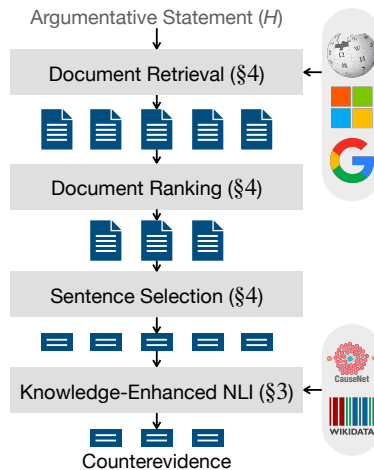 Argumentative Statement (H)
Document Retrieval (§4)
Document Ranking (§4)
Sentence Selection (§4)
Knowledge-Enhanced NLI (§3)
CauseNet
WIKIDATA
Counterevidence